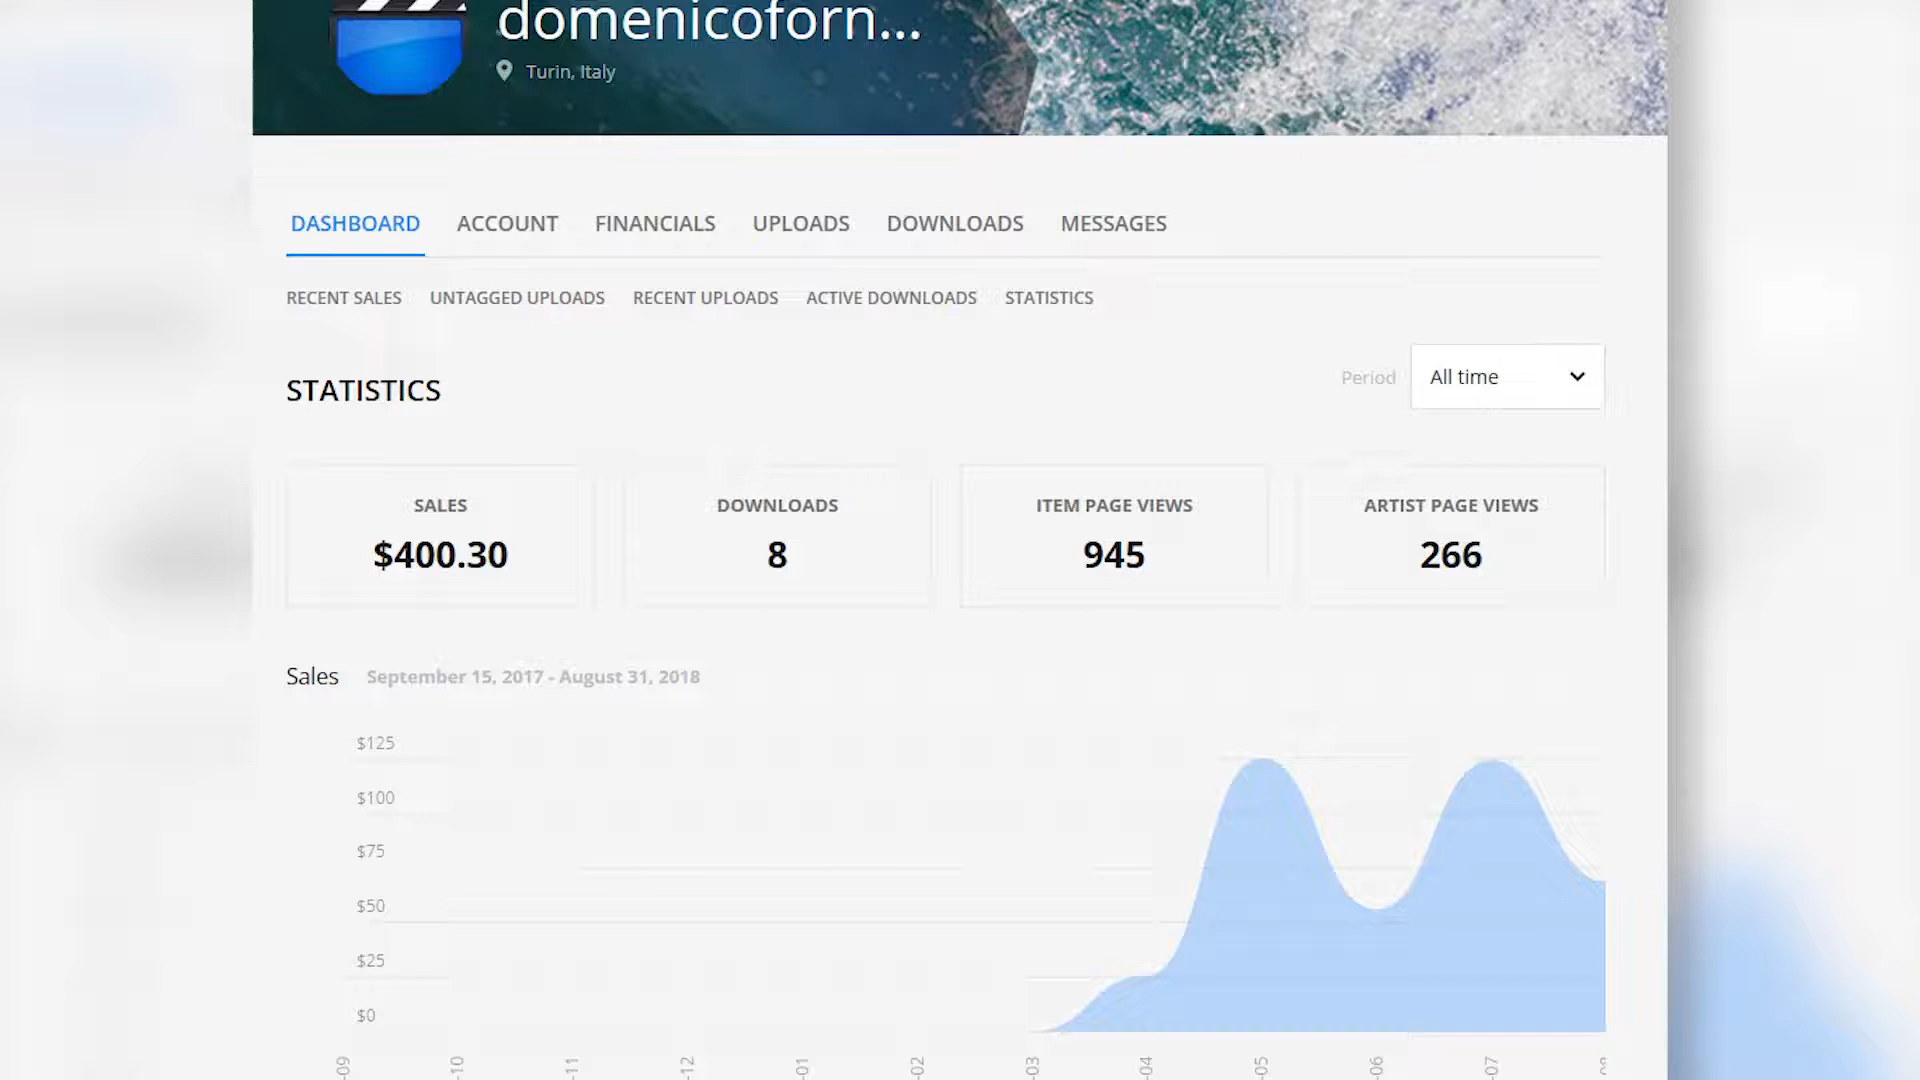 domenicoforn...
Turin, Italy
DASHBOARD ACCOUNT FINANCIALS UPLOADS DOWNLOADS MESSAGES
RECENT SALES UNTAGGED UPLOADS RECENT UPLOADS ACTIVE DOWNLOADS STATISTICS
STATISTICS
Period All time
SALES DOWNLOADS ITEM PAGE VIEWS ARTIST PAGE VIEWS
$400.30 8 945 266
Sales September 15, 2017 - August 31, 2018
$125
$100
$75
$50
$25
$0
-09 -10 -11 -12 -01 -02 -03 -04 -05 -06 -07